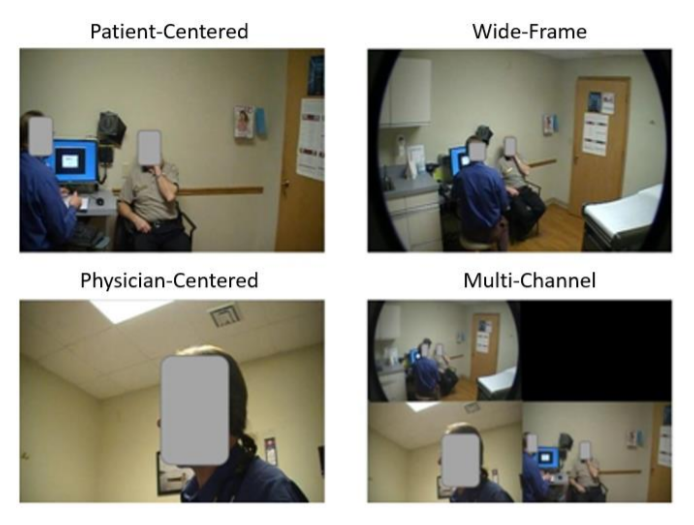 Patient-Centered
Wide-Frame
Physician-Centered
Multi-Channel